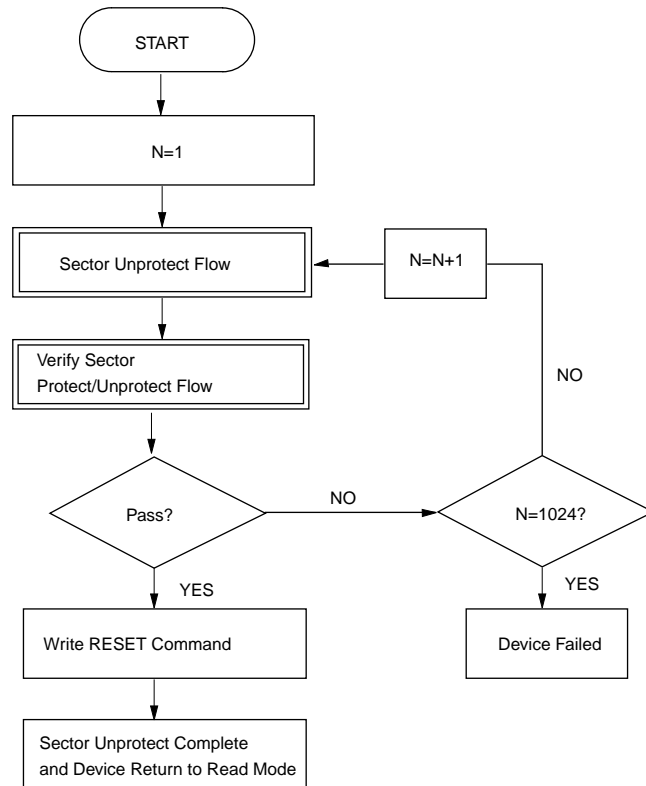 START
N=1
Sector Unprotect Flow
N=N+1
Verify Sector
Protect/Unprotect Flow
NO
Pass?
NO
N=1024?
YES
YES
Write RESET Command
Device Failed
Sector Unprotect Complete
and Device Return to Read Mode